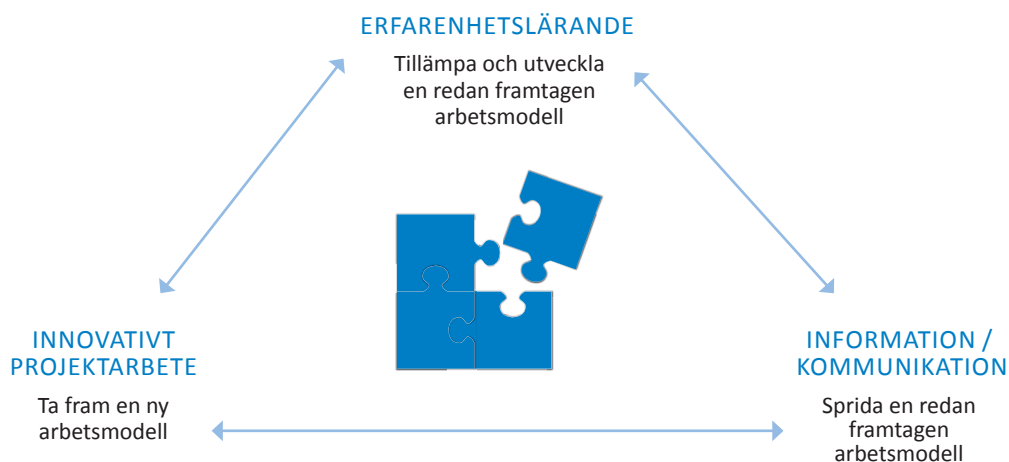 ERFARENHETSLÄRANDE
Tillämpa och utveckla
en redan framtagen
arbetsmodell
INNOVATIVT
PROJEKTARBETE
Ta fram en ny
arbetsmodell
INFORMATION /
KOMMUNIKATION
Sprida en redan
framtagen
arbetsmodell